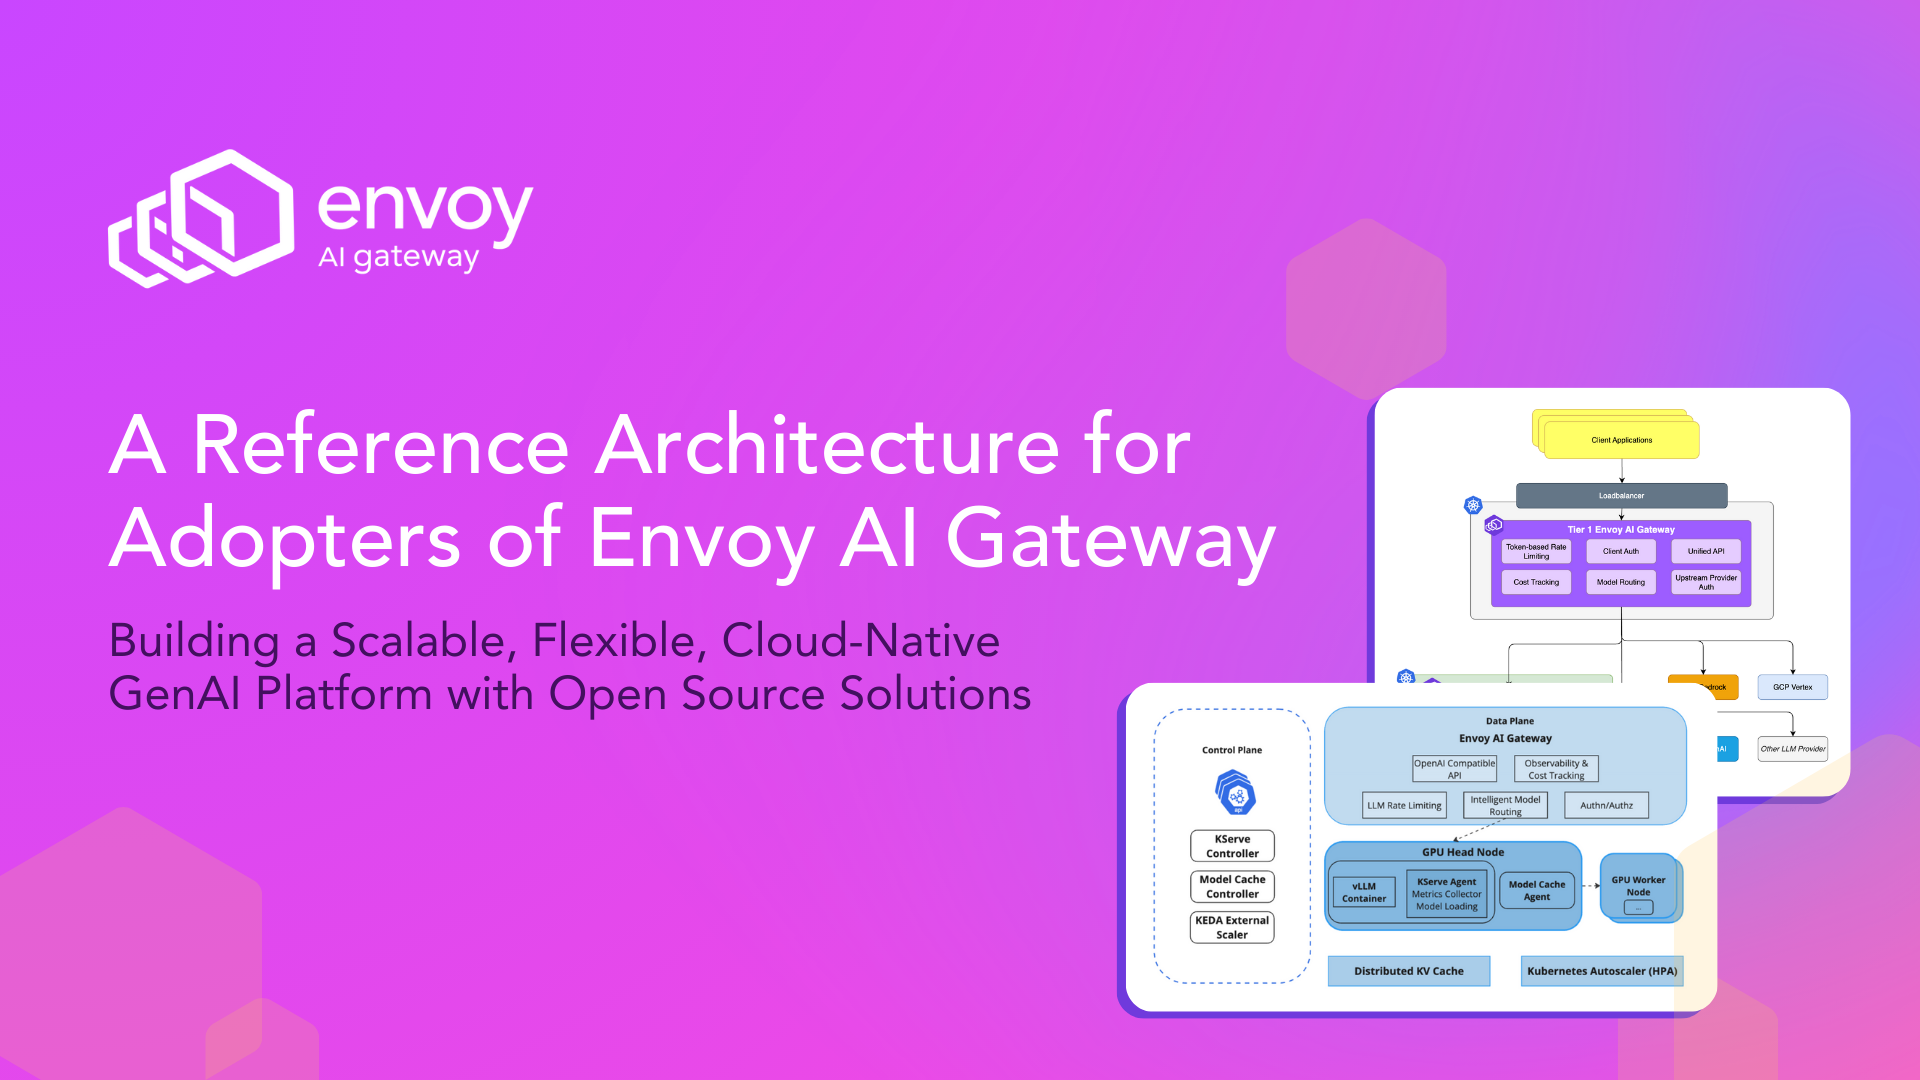 envoy
AI gateway
A Reference Architecture for
Adopters of Envoy AI Gateway
Building a Scalable, Flexible, Cloud-Native
GenAI Platform with Open Source Solutions
Client Applications
Loadbalancer
Tier 1 Envoy AI Gateway
Token-based Rate
Limiting
Client Auth
Unified API
Cost Tracking
Model Routing
Upstream Provider
Auth
drock
GCP Vertex
AI
Other LLM Provider
Control Plane
api
KServe
Controller
Model Cache
Controller
KEDA External
Scaler
Data Plane
Envoy AI Gateway
OpenAI Compatible
API
Observability &
Cost Tracking
LLM Rate Limiting
Intelligent Model
Routing
Authn/Authz
GPU Head Node
vLLM
Container
KServe Agent
Metrics Collector
Model Loading
Model Cache
Agent
GPU Worker
Node
...
Distributed KV Cache
Kubernetes Autoscaler (HPA)